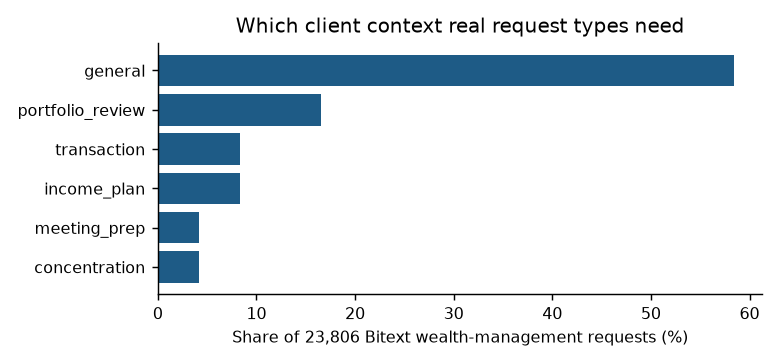 Which client context real request types need
general
portfolio_review
transaction
income_plan
meeting_prep
concentration
0 10 20 30 40 50 60
Share of 23,806 Bitext wealth-management requests (%)